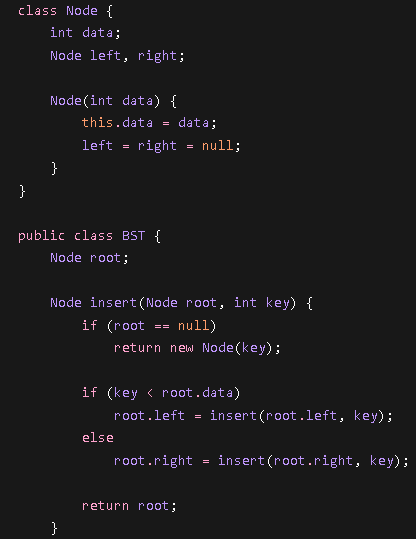 class Node {
    int data;
    Node left, right;

    Node(int data) {
        this.data = data;
        left = right = null;
    }
}

public class BST {
    Node root;

    Node insert(Node root, int key) {
        if (root == null)
            return new Node(key);

        if (key < root.data)
            root.left = insert(root.left, key);
        else
            root.right = insert(root.right, key);

        return root;
    }